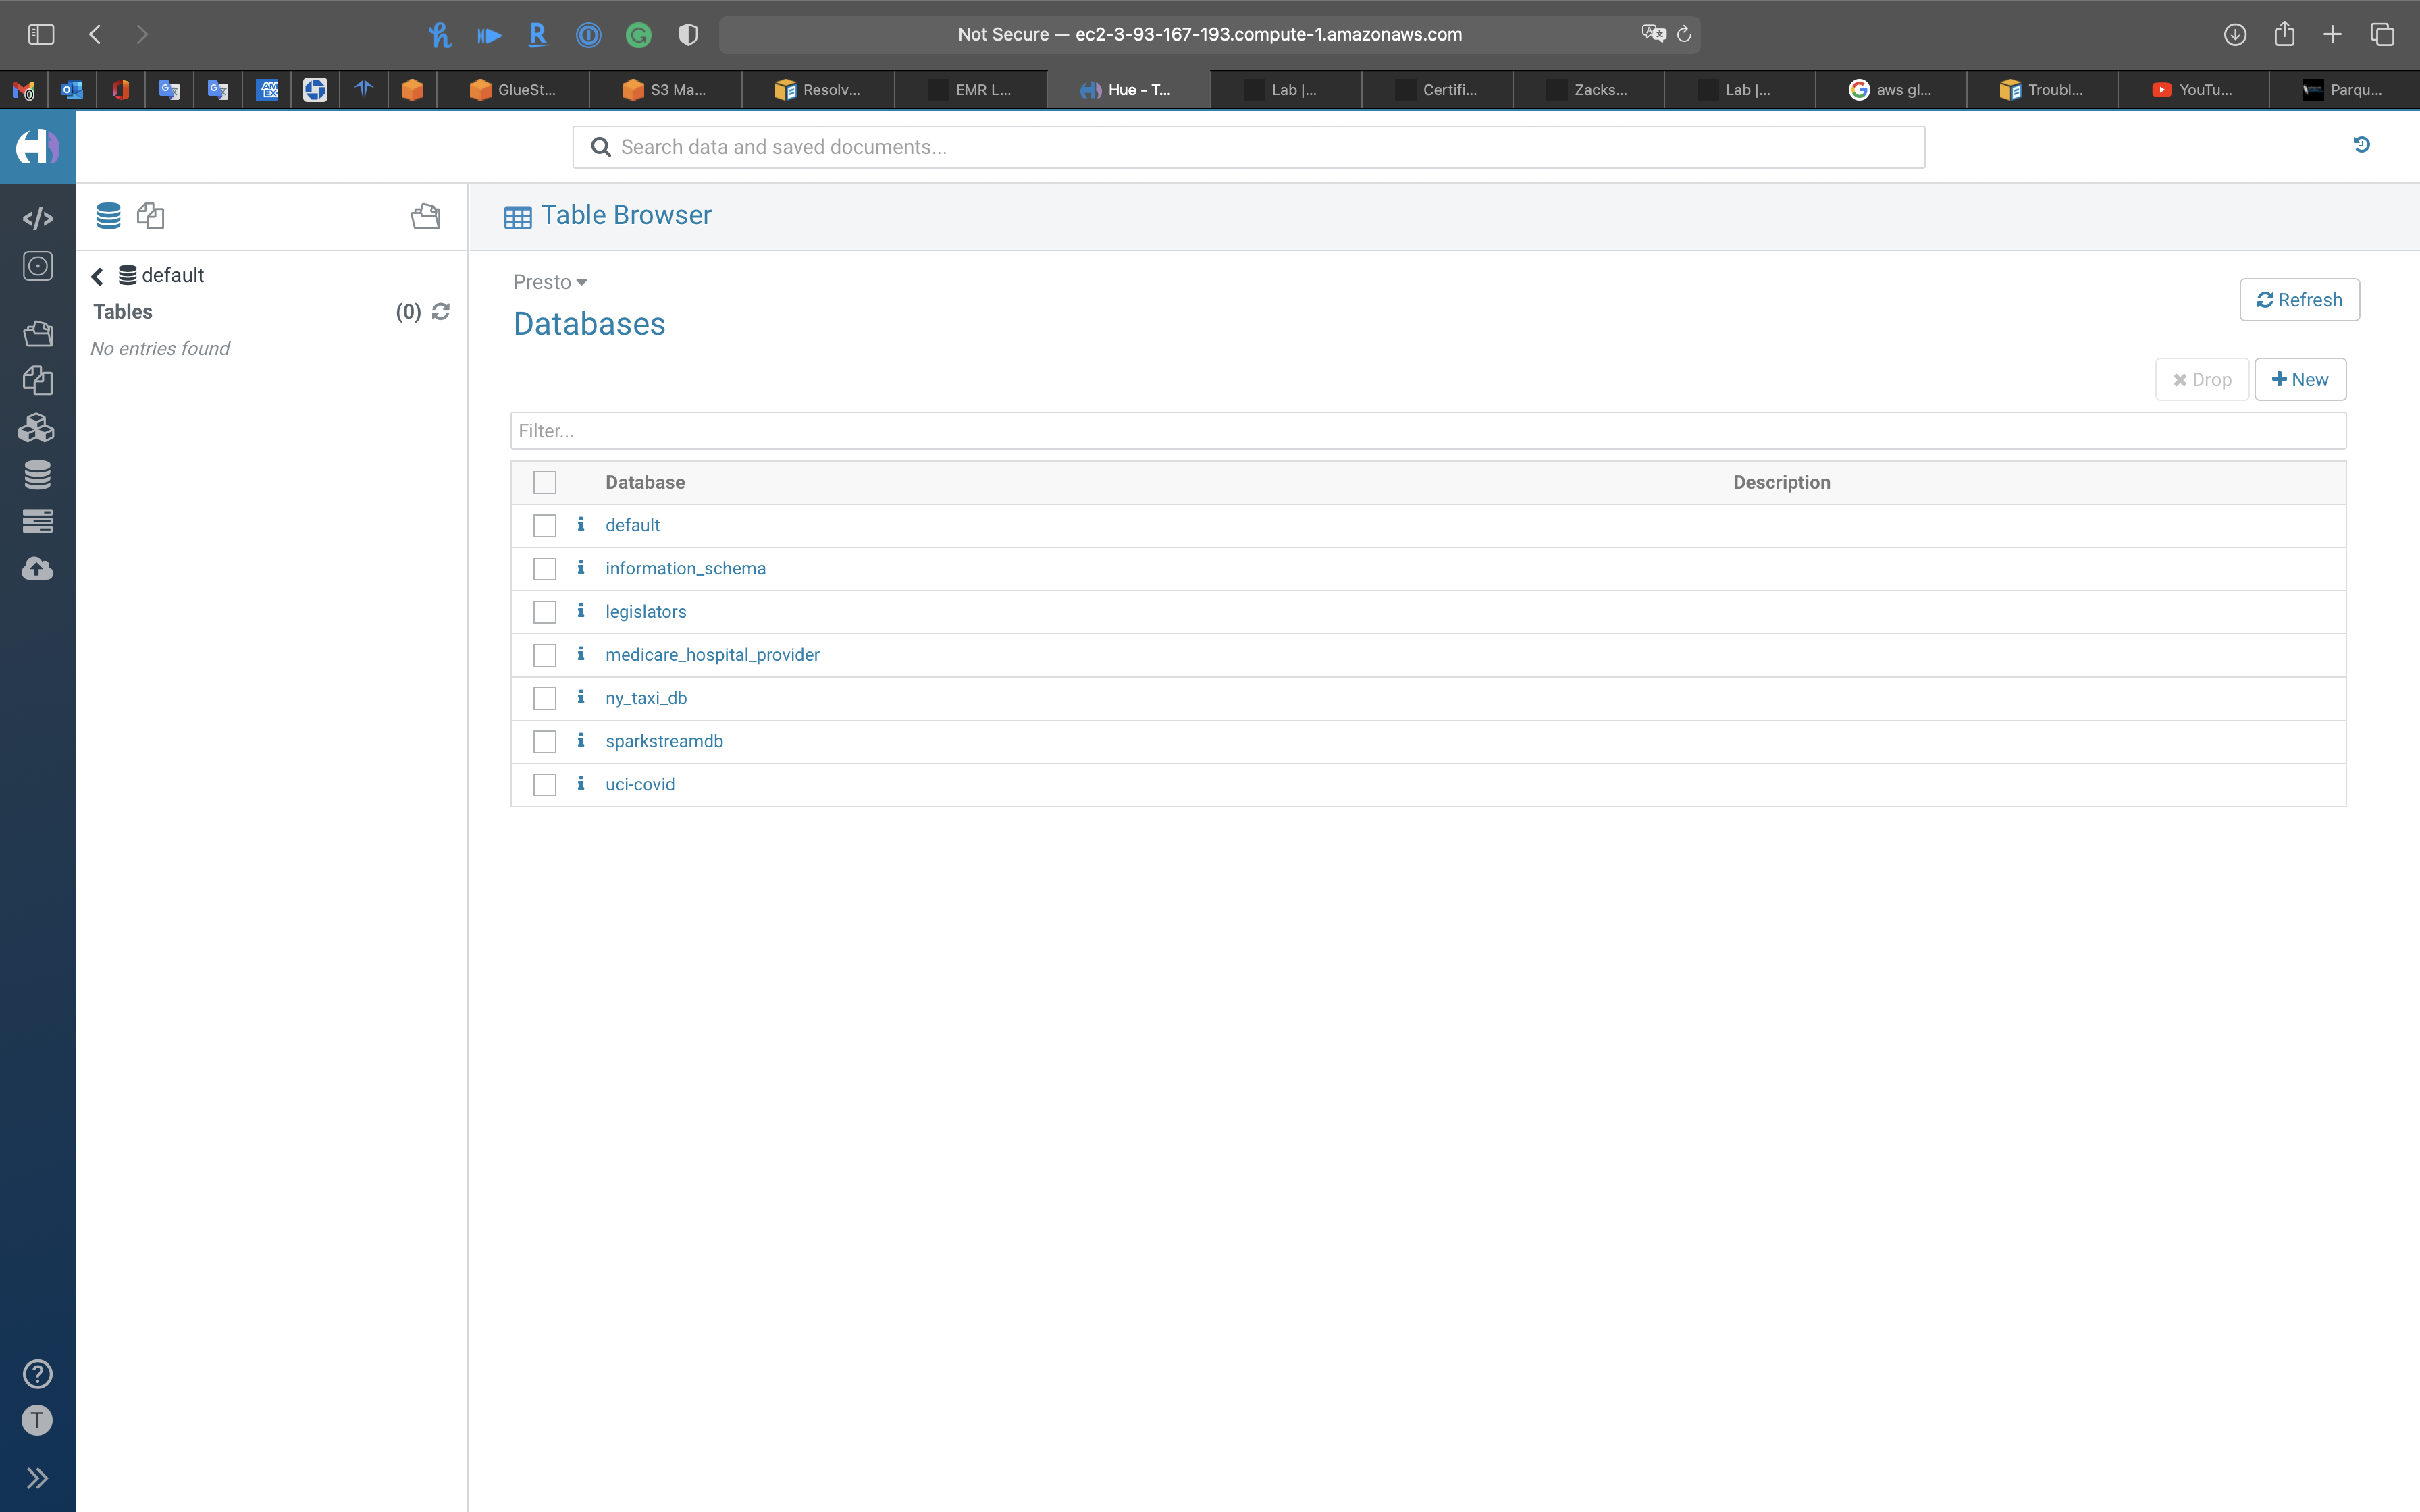 Not Secure — ec2-3-93-167-193.compute-1.amazonaws.com
GlueSt...
S3 Ma...
Resolv...
EMR L...
Hue - T...
Lab |...
Certifi...
Zacks...
Lab |...
aws gl...
Troubl...
YouTu...
Parqu...
Search data and saved documents...
Table Browser
default
Tables (0)
No entries found
Presto
Databases
Refresh
Drop
New
Filter...
Database Description
default
information_schema
legislators
medicare_hospital_provider
ny_taxi_db
sparkstreamdb
uci-covid
T